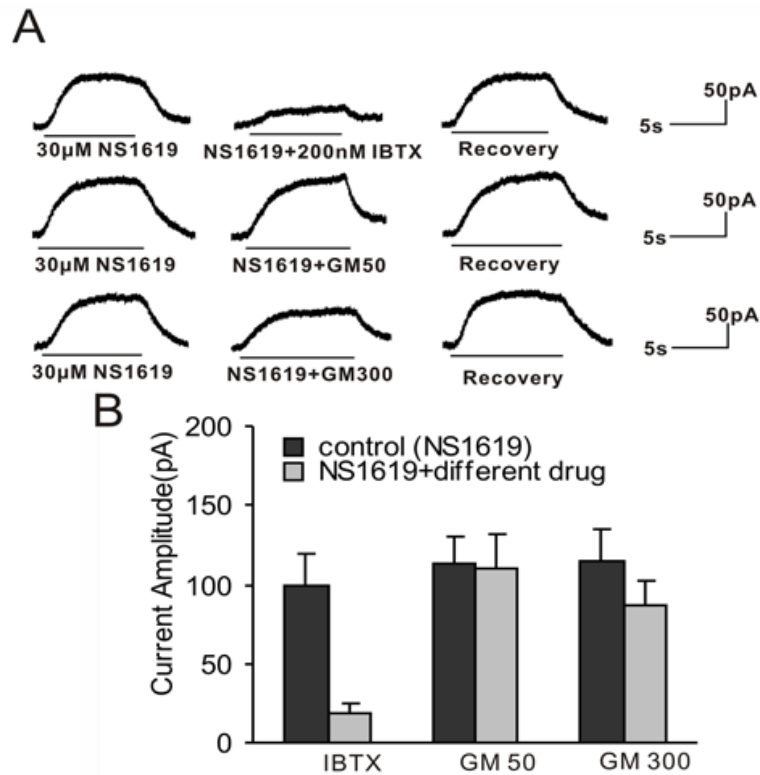 A
50pA
5s
30µM NS1619
NS1619+200nM IBTX
Recovery
50pA
5s
30µM NS1619
NS1619+GM50
Recovery
50pA
5s
30µM NS1619
NS1619+GM300
Recovery
B
200
150
100
50
0
Current Amplitude(pA)
control (NS1619)
NS1619+different drug
IBTX
GM 50
GM 300